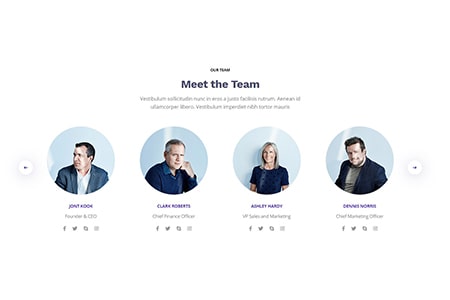 OUR TEAM
Meet the Team
Vestibulum sollicitudin nunc in eros a justo facilisis rutrum. Aenean id
ullamcorper libero. Vestibulum imperdiet nibh tortor mauris
JONY KOOK
CLARK ROBERTS
ASHLEY HARDY
DENNIS NORRIS
Founder & CEO
Chief Finance Officer
VP Sales and Marketing
Chief Marketing Officer